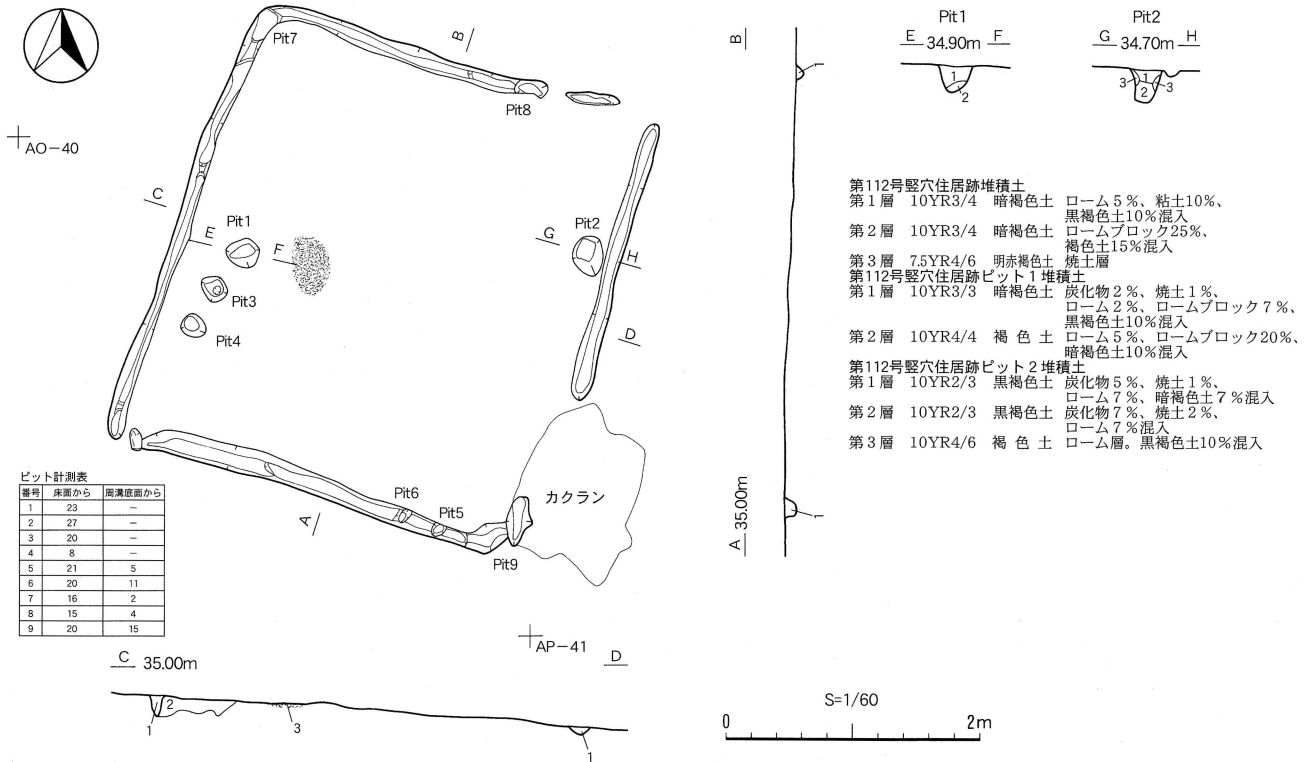 Pit7
B
Pit8
AO-40
C
E
Pit1
F
G
Pit2
H
Pit3
Pit4
D
Pit6
Pit5
A
カクラン
Pit9
AP-41
ピット計測表
番号 床面から 周溝底面から
1 23 −
2 27 −
3 20 −
4 8 −
5 21 5
6 20 11
7 16 2
8 15 4
9 20 15
C 35.00m D
1 2 3 1
B
1
1
A 35.00m
Pit1
E 34.90m F
1
2
Pit2
G 34.70m H
3 1 3
2
第112号竪穴住居跡堆積土
第1層 10YR3/4 暗褐色土 ローム5%、粘土10%、
黒褐色土10%混入
第2層 10YR3/4 暗褐色土 ロームブロック25%、
褐色土15%混入
第3層 7.5YR4/6 明赤褐色土 焼土層
第112号竪穴住居跡ピット1堆積土
第1層 10YR3/3 暗褐色土 炭化物2%、焼土1%、
ローム2%、ロームブロック7%、
黒褐色土10%混入
第2層 10YR4/4 褐色土 ローム5%、ロームブロック20%、
暗褐色土10%混入
第112号竪穴住居跡ピット2堆積土
第1層 10YR2/3 黒褐色土 炭化物5%、焼土1%、
ローム7%、暗褐色土7%混入
第2層 10YR2/3 黒褐色土 炭化物7%、焼土2%、
ローム7%混入
第3層 10YR4/6 褐色土 ローム層。黒褐色土10%混入
S=1/60
0 2m